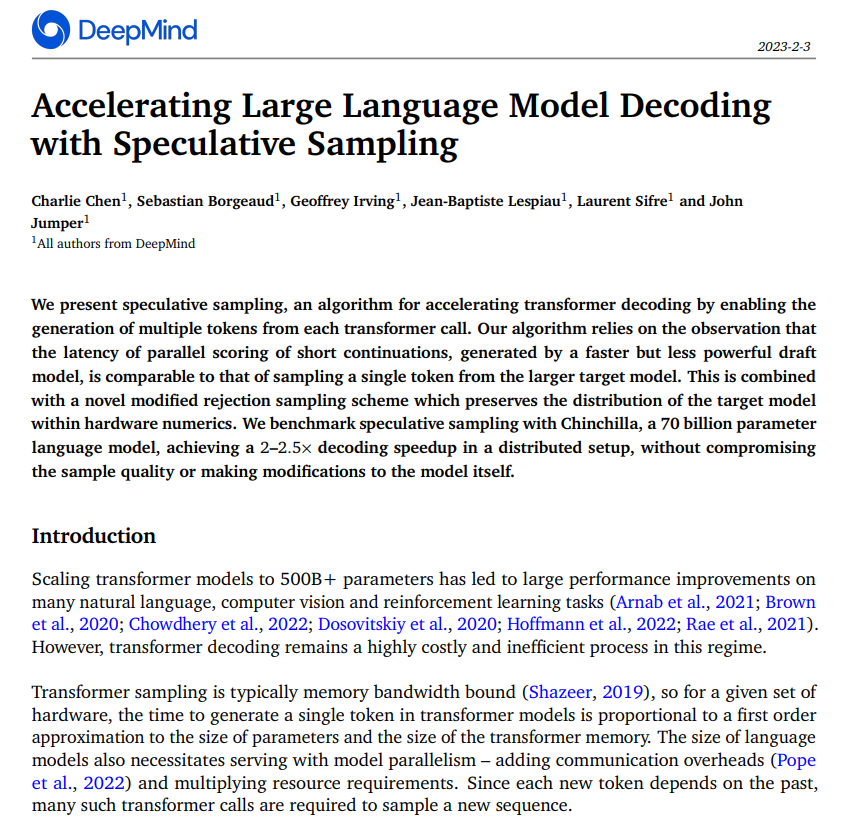 DeepMind
2023-2-3
Accelerating Large Language Model Decoding
with Speculative Sampling
Charlie Chen¹, Sebastian Borgeaud¹, Geoffrey Irving¹, Jean-Baptiste Lespiau¹, Laurent Sifre¹ and John
Jumper¹
¹All authors from DeepMind
We present speculative sampling, an algorithm for accelerating transformer decoding by enabling the
generation of multiple tokens from each transformer call. Our algorithm relies on the observation that
the latency of parallel scoring of short continuations, generated by a faster but less powerful draft
model, is comparable to that of sampling a single token from the larger target model. This is combined
with a novel modified rejection sampling scheme which preserves the distribution of the target model
within hardware numerics. We benchmark speculative sampling with Chinchilla, a 70 billion parameter
language model, achieving a 2–2.5× decoding speedup in a distributed setup, without compromising
the sample quality or making modifications to the model itself.
Introduction
Scaling transformer models to 500B+ parameters has led to large performance improvements on
many natural language, computer vision and reinforcement learning tasks (Arnab et al., 2021; Brown
et al., 2020; Chowdhery et al., 2022; Dosovitskiy et al., 2020; Hoffmann et al., 2022; Rae et al., 2021).
However, transformer decoding remains a highly costly and inefficient process in this regime.
Transformer sampling is typically memory bandwidth bound (Shazeer, 2019), so for a given set of
hardware, the time to generate a single token in transformer models is proportional to a first order
approximation to the size of parameters and the size of the transformer memory. The size of language
models also necessitates serving with model parallelism – adding communication overheads (Pope
et al., 2022) and multiplying resource requirements. Since each new token depends on the past,
many such transformer calls are required to sample a new sequence.